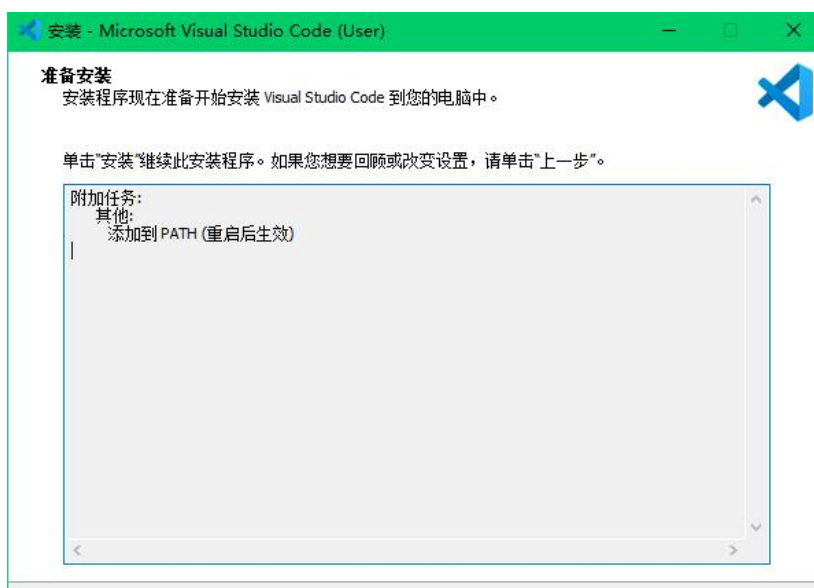 安装 - Microsoft Visual Studio Code (User)
准备安装
安装程序现在准备开始安装 Visual Studio Code 到您的电脑中。
单击"安装"继续此安装程序。如果您想要回顾或改变设置，请单击"上一步"。
附加任务:
其他:
添加到 PATH (重启后生效)